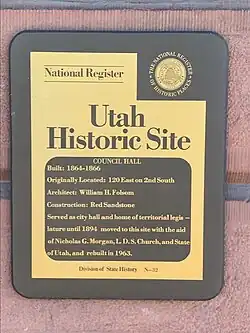 National Register
THE NATIONAL REGISTER
OF HISTORIC PLACES
Utah
Historic Site
COUNCIL HALL
Built: 1864-1866
Originally Located: 120 East on 2nd South
Architect: William H. Folsom
Construction: Red Sandstone
Served as city hall and home of territorial legis –
lature until 1894 moved to this site with the aid
of Nicholas G. Morgan, L. D. S. Church, and State
of Utah, and rebuilt in 1963.
Division of State History N–22